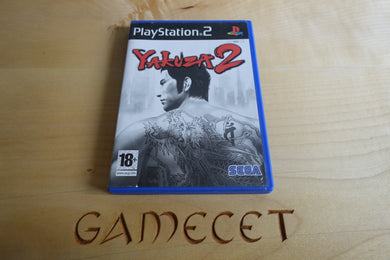 PlayStation 2
YAKUZA 2
18+
SEGA
GAMECET